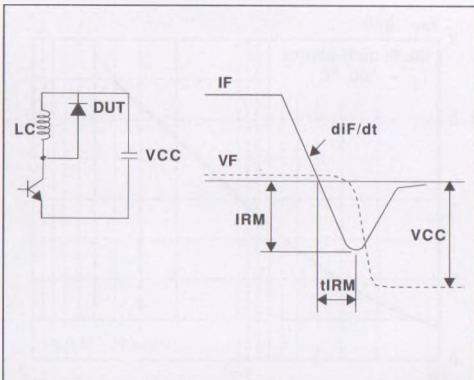 IF
DUT
diF/dt
LC
VCC
VF
IRM
VCC
tIRM